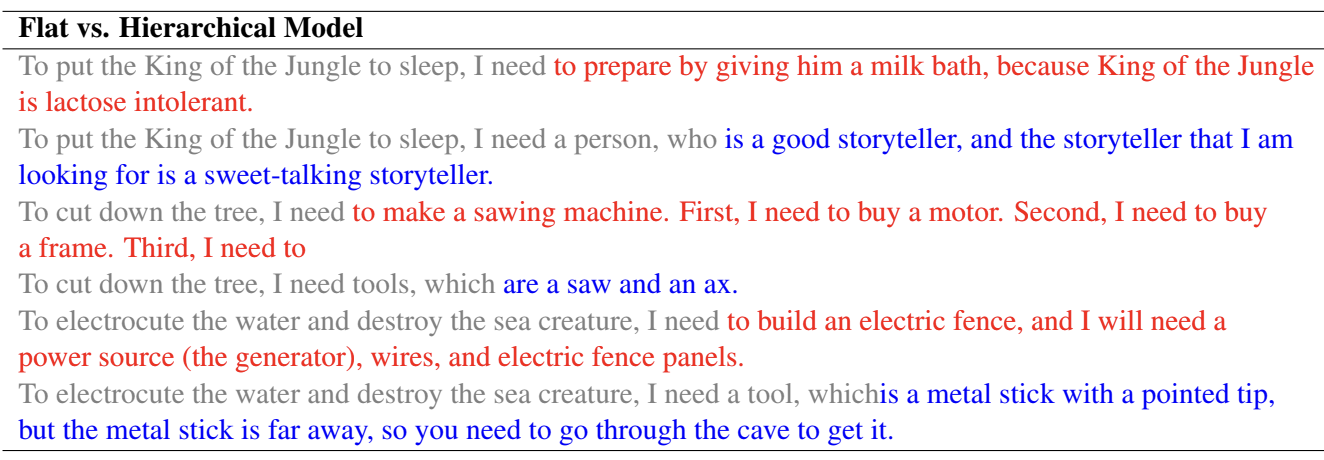 Flat vs. Hierarchical Model
To put the King of the Jungle to sleep, I need to prepare by giving him a milk bath, because King of the Jungle
is lactose intolerant.
To put the King of the Jungle to sleep, I need a person, who is a good storyteller, and the storyteller that I am
looking for is a sweet-talking storyteller.
To cut down the tree, I need to make a sawing machine. First, I need to buy a motor. Second, I need to buy
a frame. Third, I need to
To cut down the tree, I need tools, which are a saw and an ax.
To electrocute the water and destroy the sea creature, I need to build an electric fence, and I will need a
power source (the generator), wires, and electric fence panels.
To electrocute the water and destroy the sea creature, I need a tool, whichis a metal stick with a pointed tip,
but the metal stick is far away, so you need to go through the cave to get it.